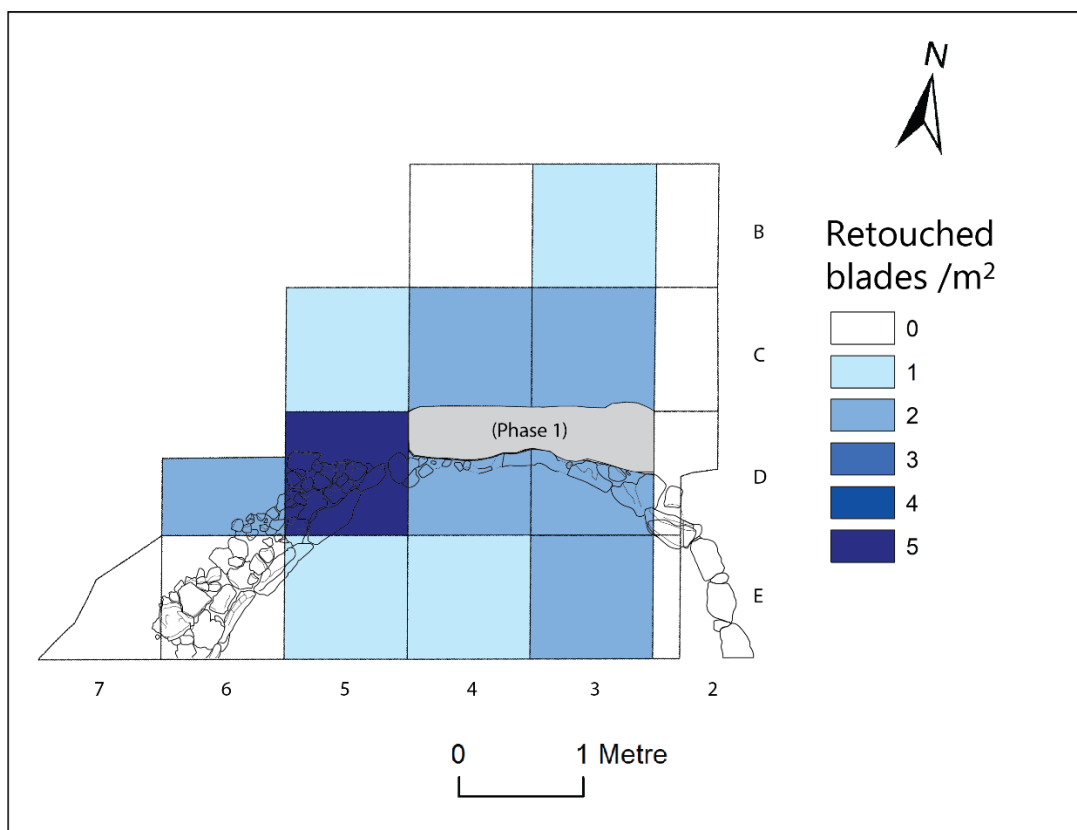 N
Retouched
blades /m²
0
1
2
3
4
5
B
C
D
E
(Phase 1)
7 6 5 4 3 2
0 1 Metre